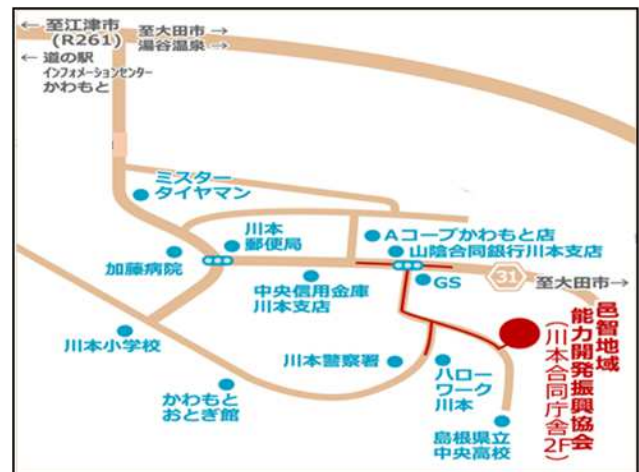 ← 至江津市
(R261)
至大田市→
湯谷温泉→
← 道の駅
インフォメーションセンター
かわもと
ミスター
タイヤマン
川本
郵便局
Aコープかわもと店
山陰合同銀行川本支店
加藤病院
中央信用金庫
川本支店
GS
31
至大田市→
川本小学校
川本警察署
ハロー
ワーク
川本
かわもと
おとぎ館
島根県立
中央高校
邑智地域
能力開発振興協会
(川本合同庁舎2F)